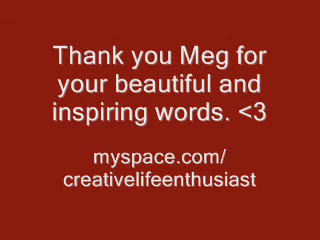 Thank you Meg for
your beautiful and
inspiring words. <3
myspace.com/
creativelifeenthusiast